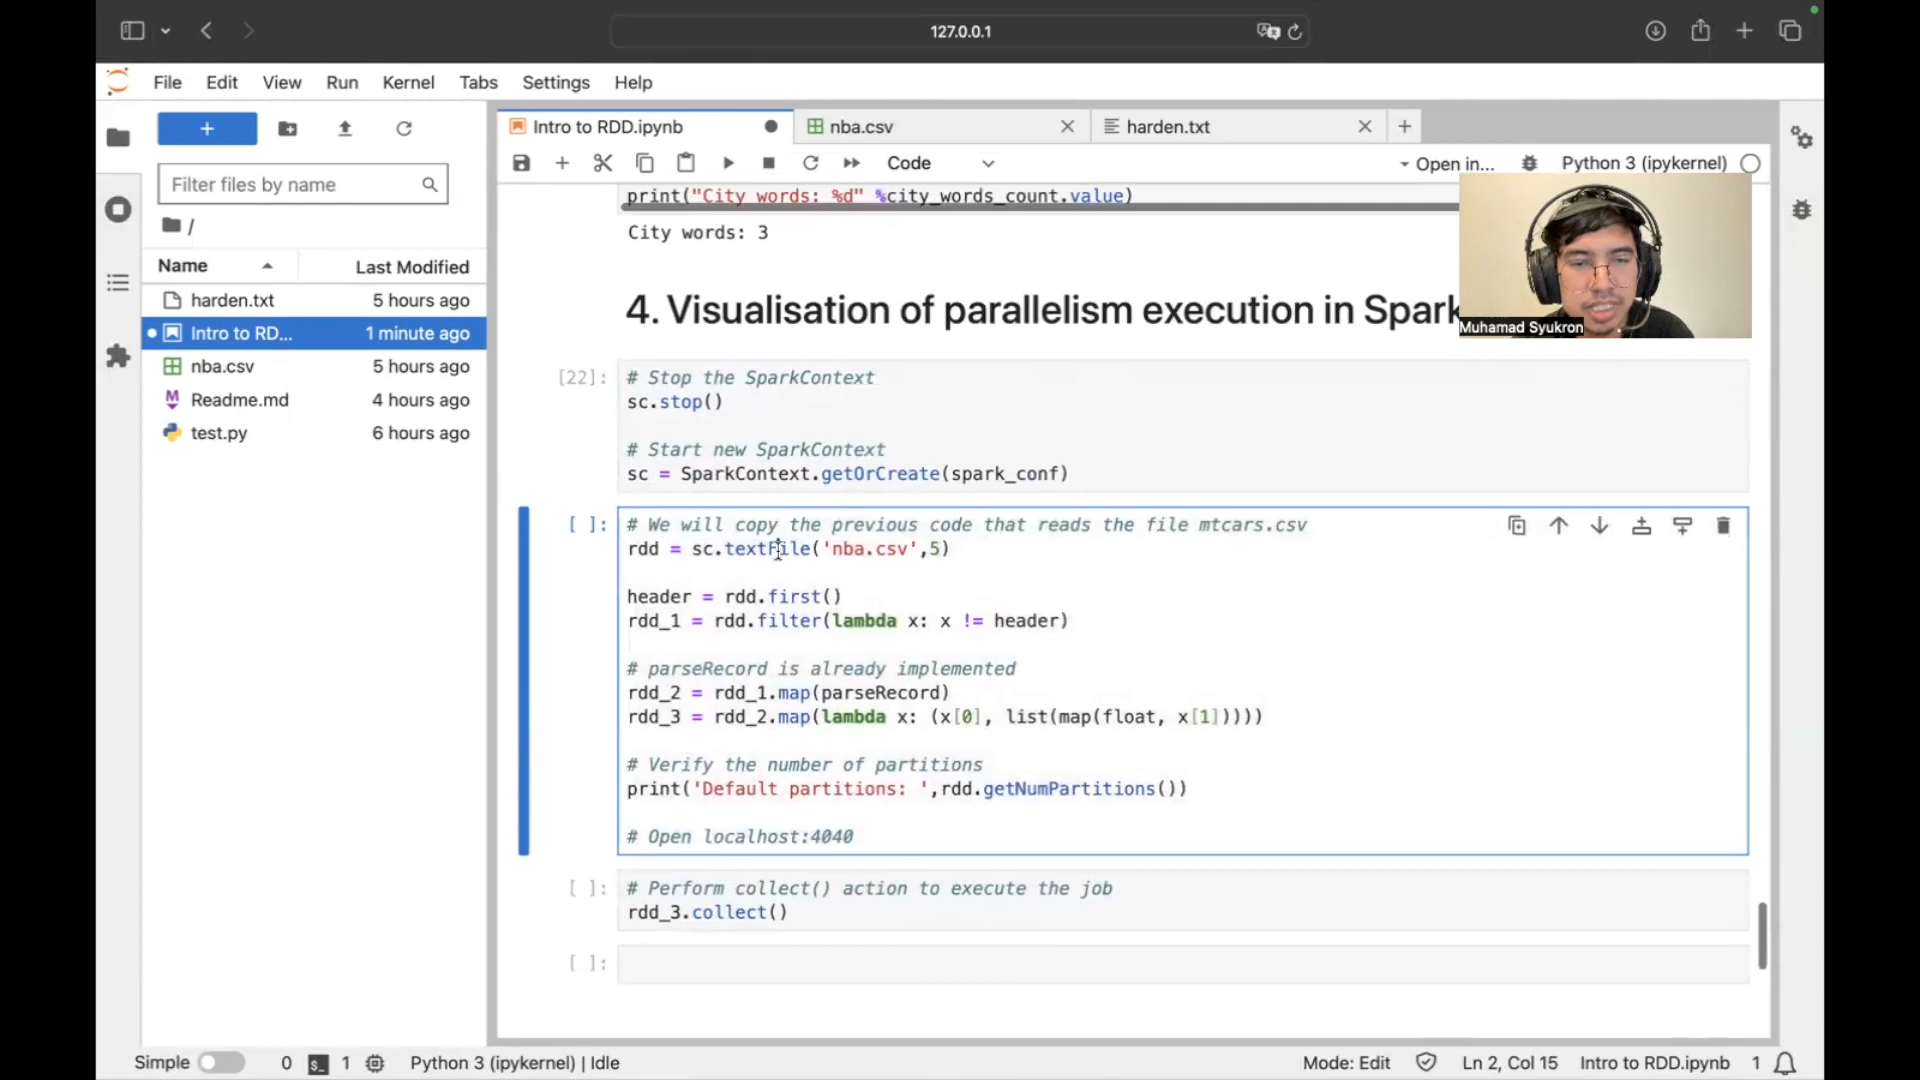 127.0.0.1
File Edit View Run Kernel Tabs Settings Help
Intro to RDD.ipynb
nba.csv
harden.txt
Code
Open in...
Python 3 (ipykernel)
Filter files by name
/
Name
Last Modified
harden.txt 5 hours ago
Intro to RD... 1 minute ago
nba.csv 5 hours ago
Readme.md 4 hours ago
test.py 6 hours ago
print("City words: %d" %city_words_count.value)
City words: 3
4. Visualisation of parallelism execution in Spark
Muhamad Syukron
[22]:
# Stop the SparkContext
sc.stop()
# Start new SparkContext
sc = SparkContext.getOrCreate(spark_conf)
[ ]:
# We will copy the previous code that reads the file mtcars.csv
rdd = sc.textFile('nba.csv',5)
header = rdd.first()
rdd_1 = rdd.filter(lambda x: x != header)
# parseRecord is already implemented
rdd_2 = rdd_1.map(parseRecord)
rdd_3 = rdd_2.map(lambda x: (x[0], list(map(float, x[1]))))
# Verify the number of partitions
print('Default partitions: ',rdd.getNumPartitions())
# Open localhost:4040
[ ]:
# Perform collect() action to execute the job
rdd_3.collect()
[ ]:
Simple 0 1 Python 3 (ipykernel) | Idle Mode: Edit Ln 2, Col 15 Intro to RDD.ipynb 1